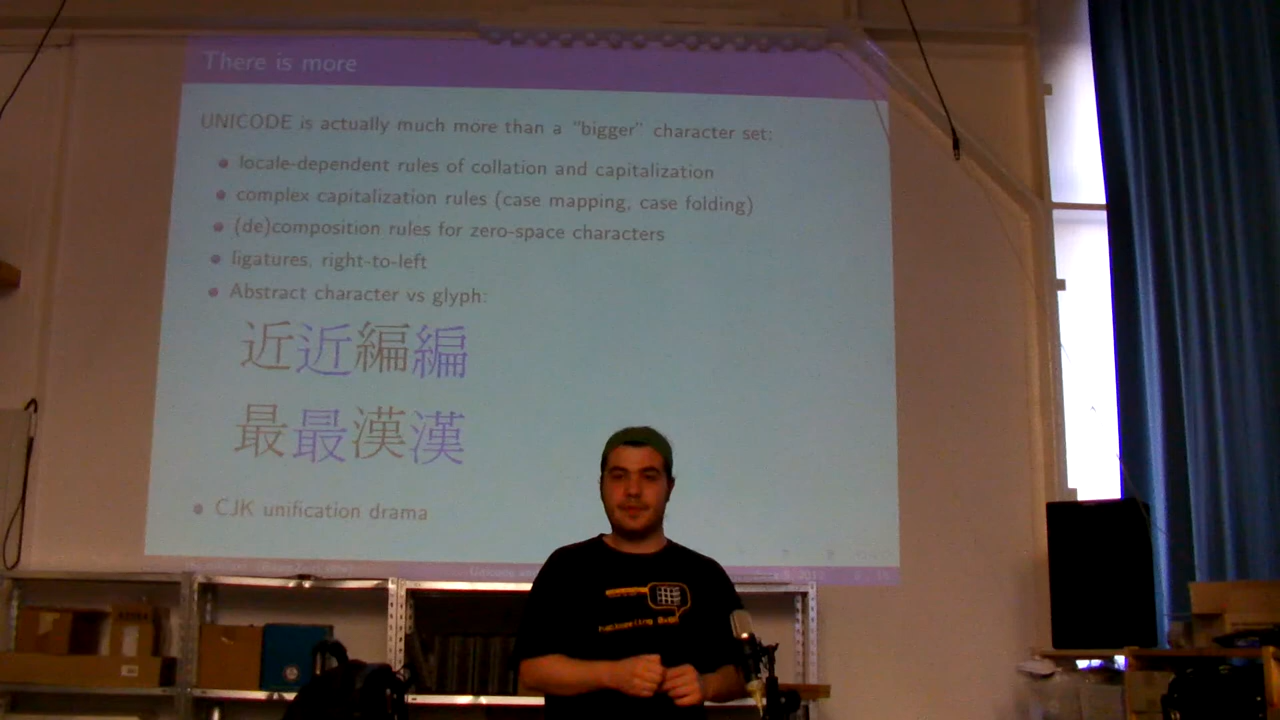 There is more
UNICODE is actually much more than a "bigger" character set:
locale-dependent rules of collation and capitalization
complex capitalization rules (case mapping, case folding)
(de)composition rules for zero-space characters
ligatures, right-to-left
Abstract character vs glyph:
近近編編
最最漢漢
CJK unification drama